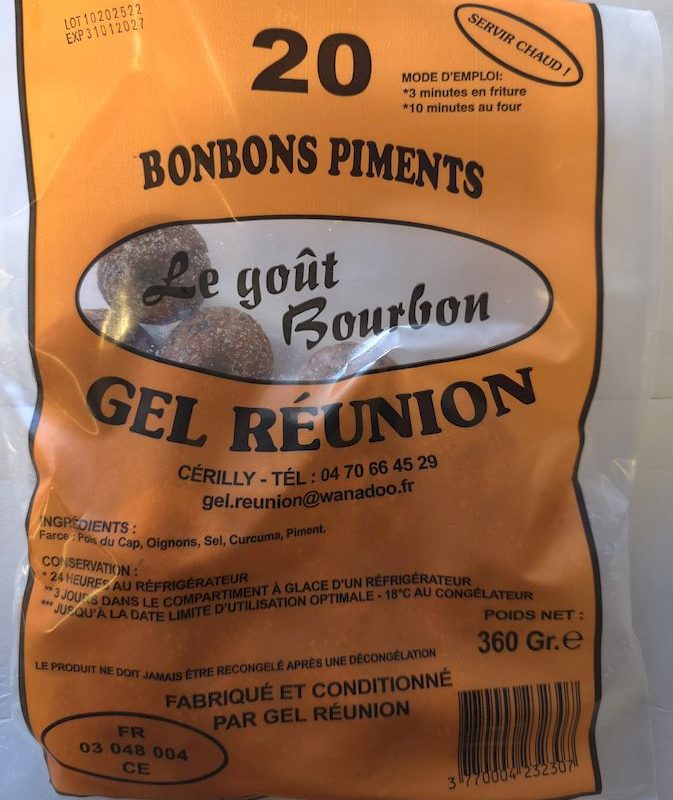 LOT10202522
EXP31012027
20
SERVIR CHAUD !
MODE D'EMPLOI:
*3 minutes en friture
*10 minutes au four
BONBONS PIMENTS
Le goût
Bourbon
GEL RÉUNION
CÉRILLY - TÉL : 04 70 66 45 29
gel.reunion@wanadoo.fr
INGRÉDIENTS :
Farce : Pois du Cap, Oignons, Sel, Curcuma, Piment.
CONSERVATION :
* 24 HEURES AU RÉFRIGÉRATEUR
** 3 JOURS DANS LE COMPARTIMENT À GLACE D'UN RÉFRIGÉRATEUR
*** JUSQU'À LA DATE LIMITE D'UTILISATION OPTIMALE - 18°C AU CONGÉLATEUR
POIDS NET :
360 Gr.e
LE PRODUIT NE DOIT JAMAIS ÊTRE RECONGELÉ APRÈS UNE DÉCONGÉLATION
FABRIQUÉ ET CONDITIONNÉ
PAR GEL RÉUNION
FR
03 048 004
CE
3 770004 232307